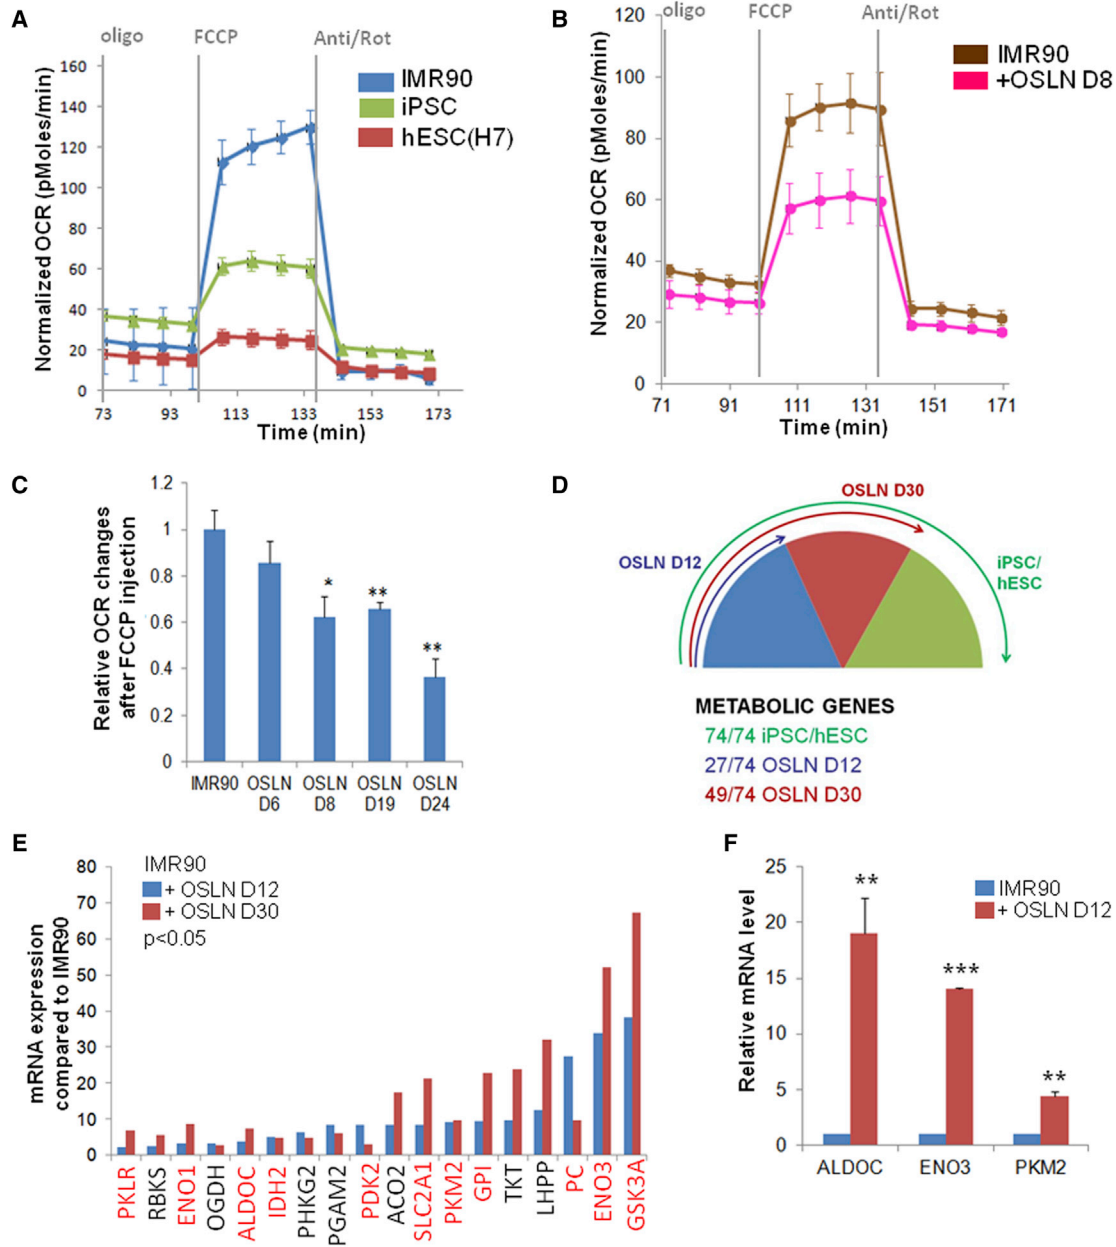 A
oligo
FCCP
Anti/Rot
IMR90
iPSC
hESC(H7)
Normalized OCR (pMoles/min)
160
140
120
100
80
60
40
20
0
73 93 113 133 153 173
Time (min)
B
oligo
FCCP
Anti/Rot
IMR90
+OSLN D8
Normalized OCR (pMoles/min)
120
100
80
60
40
20
0
71 91 111 131 151 171
Time (min)
C
Relative OCR changes
after FCCP injection
1.2
1
0.8
0.6
0.4
0.2
0
*
**
**
IMR90 OSLN OSLN OSLN OSLN
D6 D8 D19 D24
D
OSLN D30
OSLN D12
iPSC/
hESC
METABOLIC GENES
74/74 iPSC/hESC
27/74 OSLN D12
49/74 OSLN D30
E
IMR90
+ OSLN D12
+ OSLN D30
p<0.05
mRNA expression
compared to IMR90
80
70
60
50
40
30
20
10
0
PKLR
RBKS
ENO1
OGDH
ALDOC
IDH2
PHKG2
PGAM2
PDK2
ACO2
SLC2A1
PKM2
GPI
TKT
LHPP
PC
ENO3
GSK3A
F
IMR90
+ OSLN D12
Relative mRNA level
25
20
15
10
5
0
**
***
**
ALDOC ENO3 PKM2